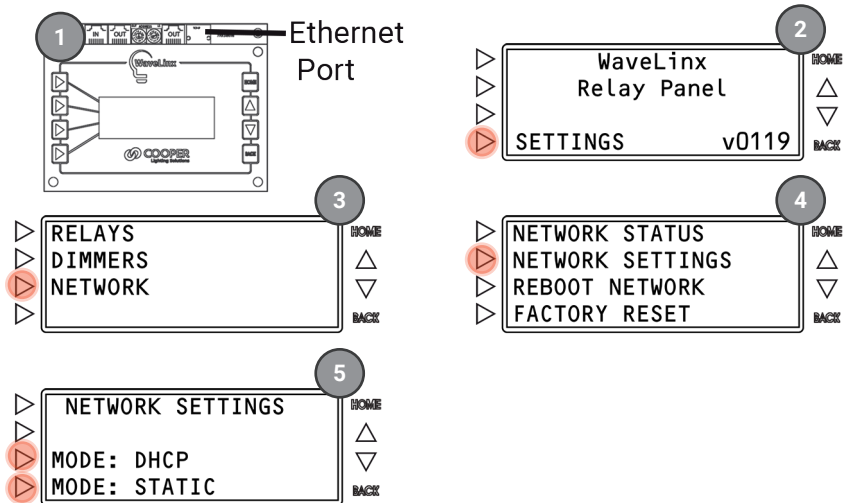 1
IN OUT OUT
Ethernet
Port
WaveLinx
HOME
BACK
COOPER
Lighting Solutions
2
WaveLinx
Relay Panel
SETTINGS v0119
HOME
BACK
3
RELAYS
DIMMERS
NETWORK
HOME
BACK
4
NETWORK STATUS
NETWORK SETTINGS
REBOOT NETWORK
FACTORY RESET
HOME
BACK
5
NETWORK SETTINGS
MODE: DHCP
MODE: STATIC
HOME
BACK